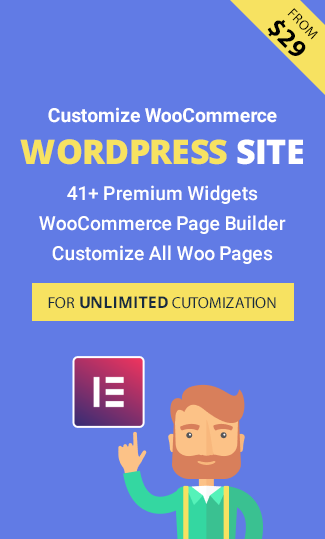 FROM
$29
Customize WooCommerce
WORDPRESS SITE
41+ Premium Widgets
WooCommerce Page Builder
Customize All Woo Pages
FOR UNLIMITED CUTOMIZATION